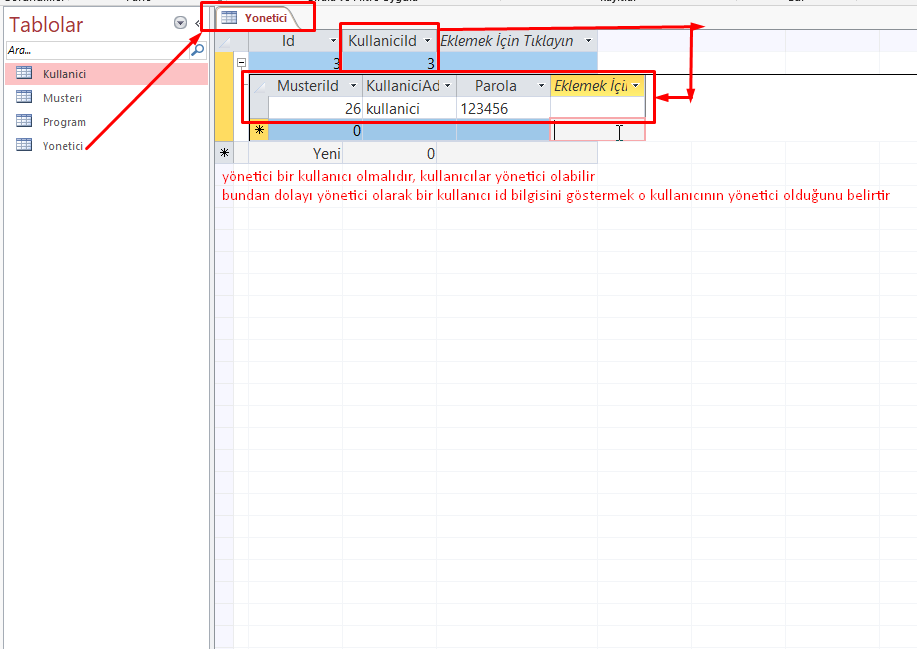 Tablolar
Ara...
Kullanici
Musteri
Program
Yonetici
Yonetici
Id KullaniciId Eklemek İçin Tıklayın
3 3
MusteriId KullaniciAd Parola Eklemek İçi
26 kullanici 123456
0
Yeni 0
yönetici bir kullanıcı olmalıdır, kullanıcılar yönetici olabilir
bundan dolayı yönetici olarak bir kullanıcı id bilgisini göstermek o kullanıcının yönetici olduğunu belirtir